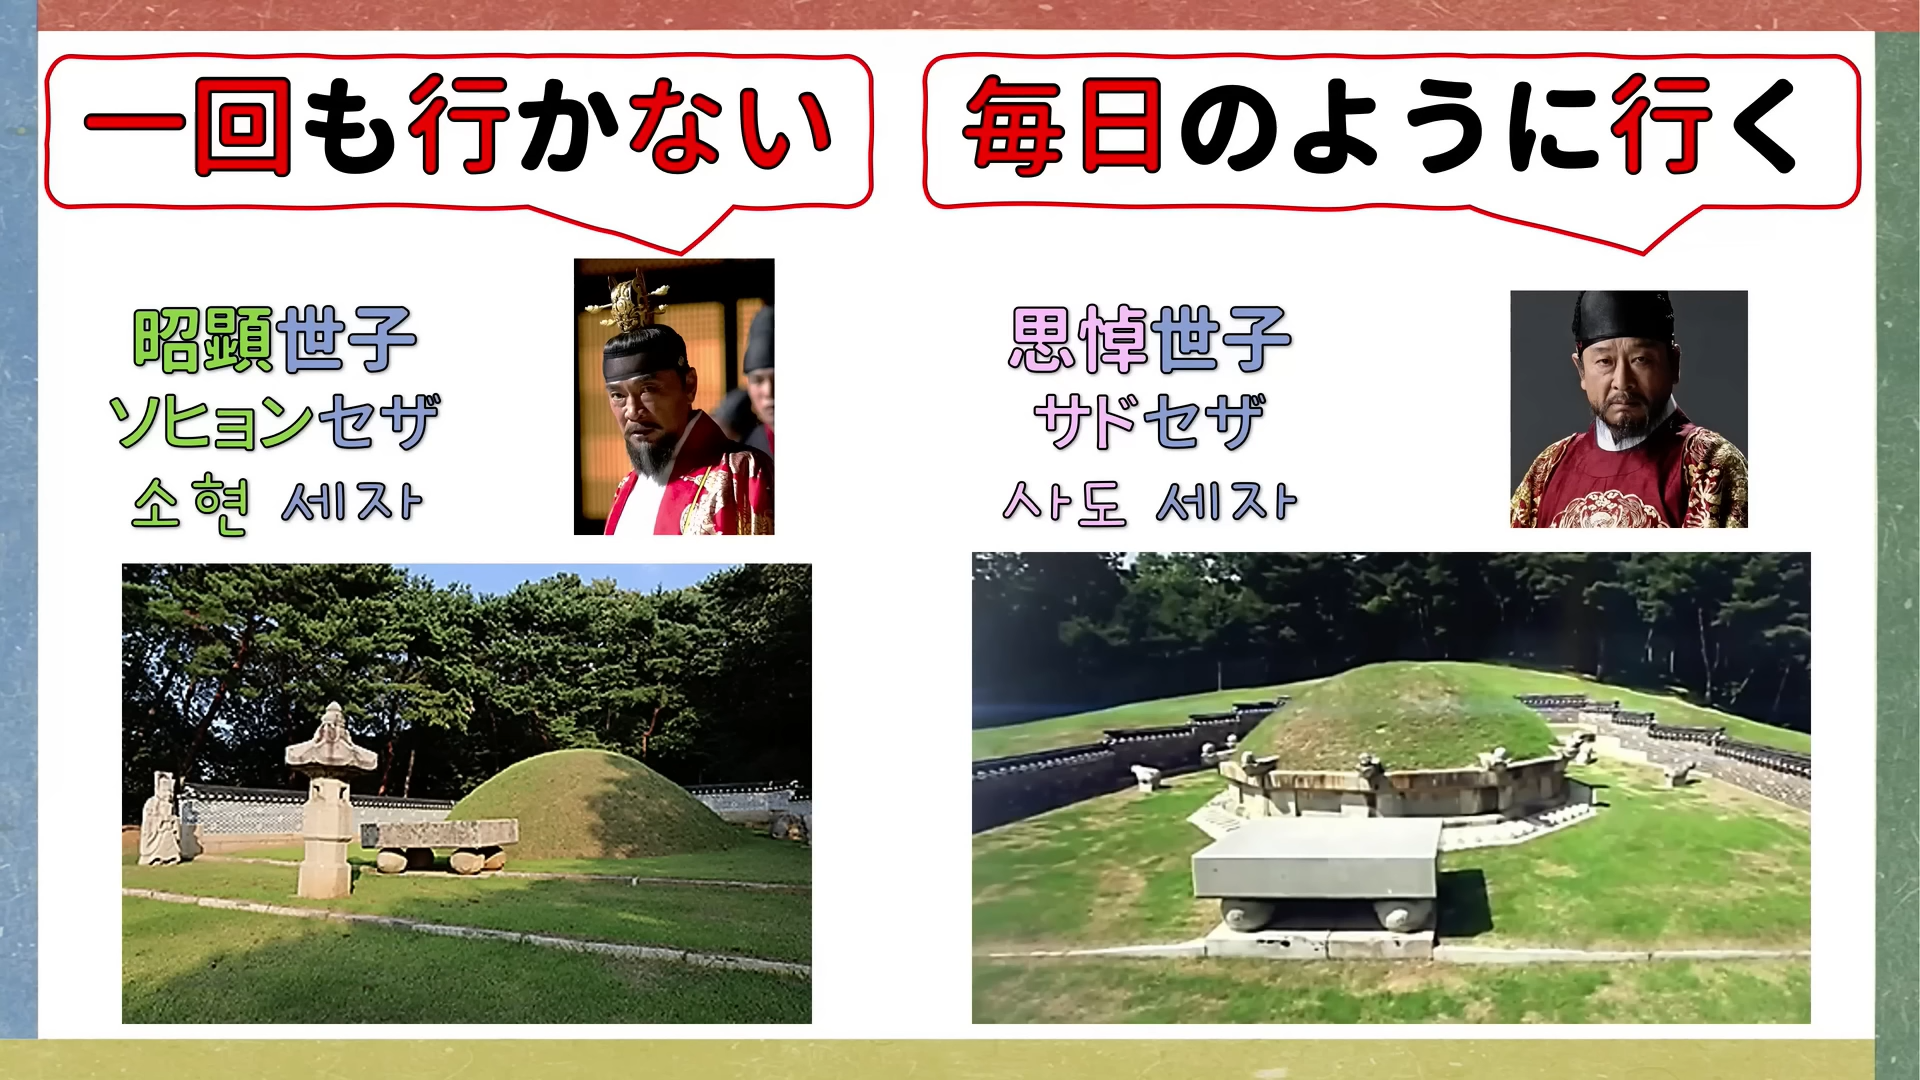 一回も行かない
昭顕世子
ソヒョンセザ
소현 세자
毎日のように行く
思悼世子
サドセザ
사도 세자